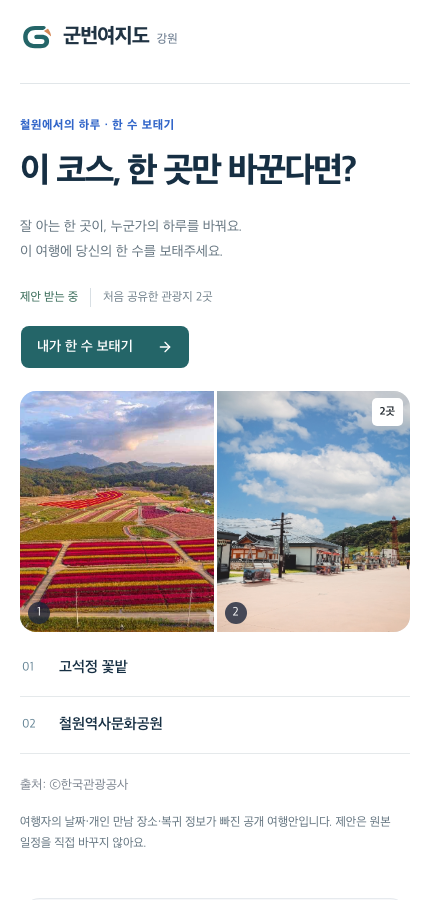 군번여지도 강원
철원에서의 하루 · 한 수 보태기
이 코스, 한 곳만 바꾼다면?
잘 아는 한 곳이, 누군가의 하루를 바꿔요.
이 여행에 당신의 한 수를 보태주세요.
제안 받는 중 처음 공유한 관광지 2곳
내가 한 수 보태기 →
2곳
1 2
01 고석정 꽃밭
02 철원역사문화공원
출처: ⓒ한국관광공사
여행자의 날짜·개인 만남 장소·복귀 정보가 빠진 공개 여행안입니다. 제안은 원본
일정을 직접 바꾸지 않아요.